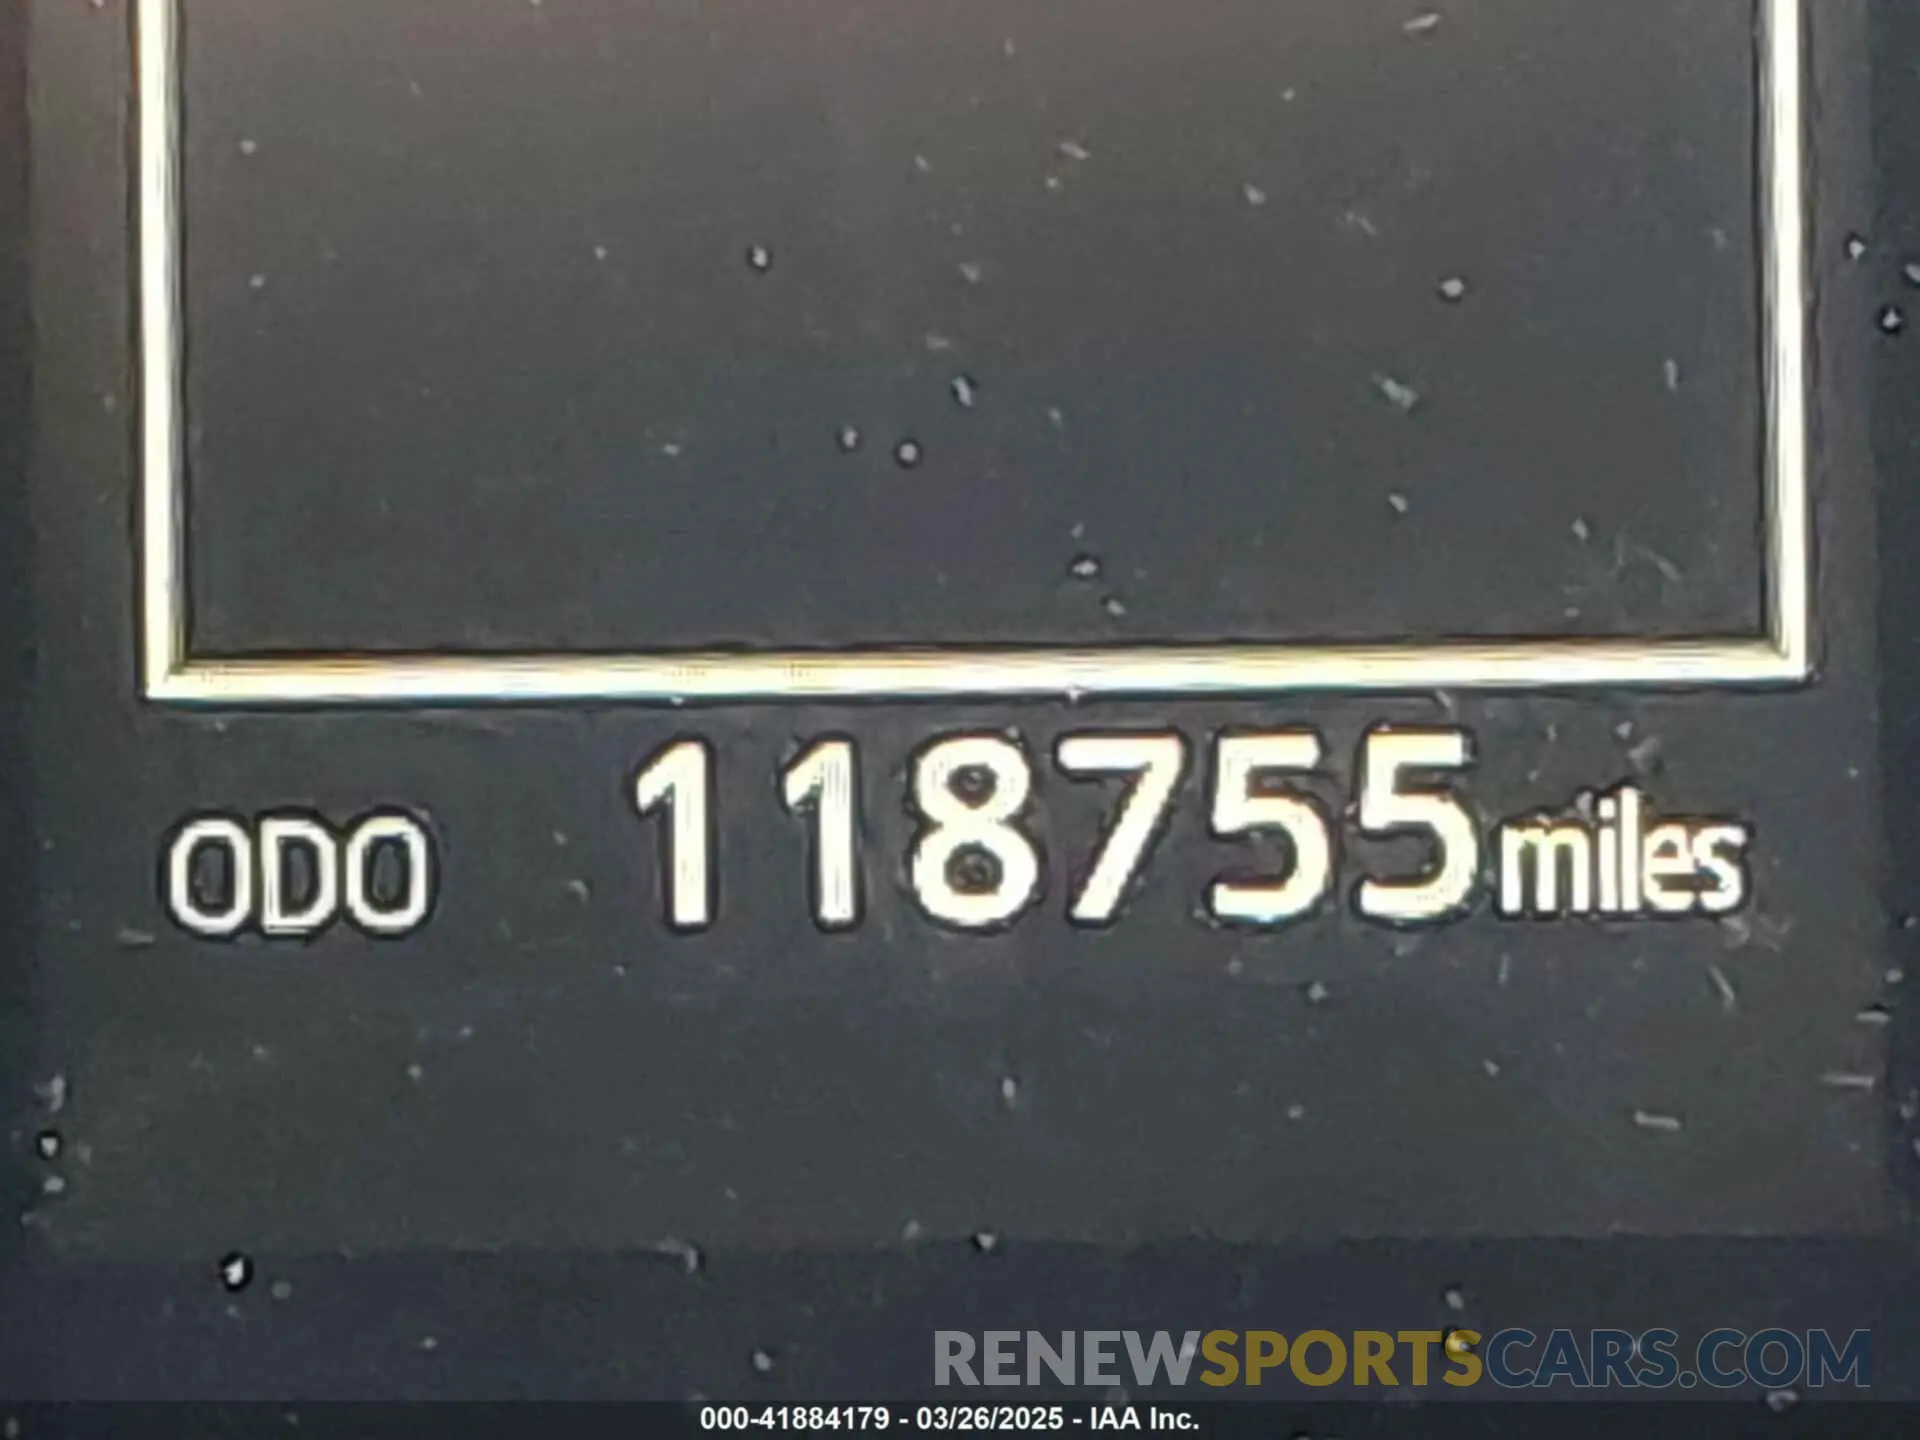 ODO 118755 miles
RENEWSPORTSCARS.COM
000-41884179 - 03/26/2025 - IAA Inc.